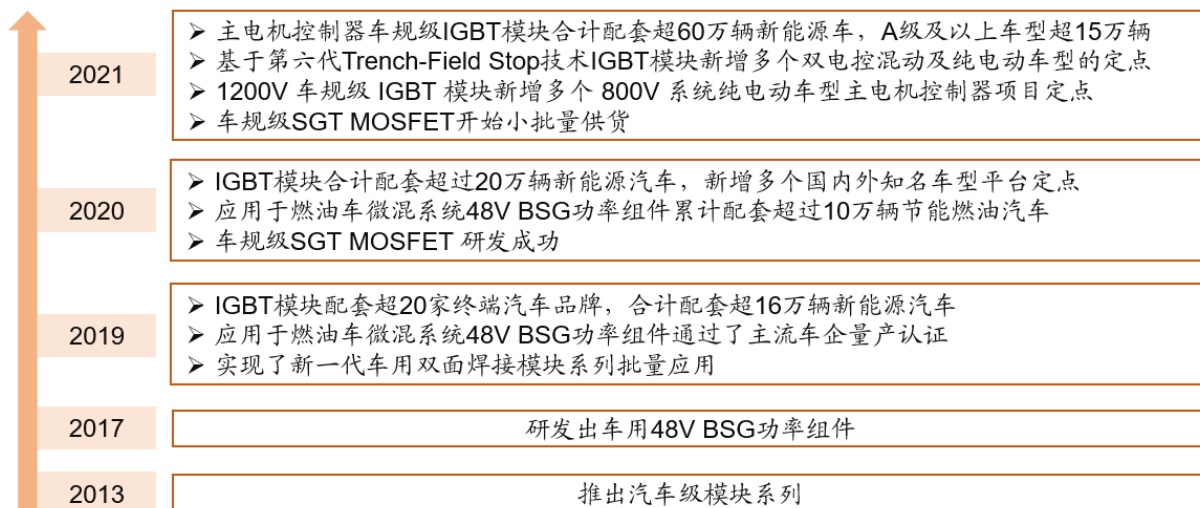 2021
➢ 主电机控制器车规级IGBT模块合计配套超60万辆新能源车，A级及以上车型超15万辆
➢ 基于第六代Trench-Field Stop技术IGBT模块新增多个双电控混动及纯电动车型的定点
➢ 1200V 车规级 IGBT 模块新增多个 800V 系统纯电动车型主电机控制器项目定点
➢ 车规级SGT MOSFET开始小批量供货
2020
➢ IGBT模块合计配套超过20万辆新能源汽车，新增多个国内外知名车型平台定点
➢ 应用于燃油车微混系统48V BSG功率组件累计配套超过10万辆节能燃油汽车
➢ 车规级SGT MOSFET 研发成功
2019
➢ IGBT模块配套超20家终端汽车品牌，合计配套超16万辆新能源汽车
➢ 应用于燃油车微混系统48V BSG功率组件通过了主流车企量产认证
➢ 实现了新一代车用双面焊接模块系列批量应用
2017
研发出车用48V BSG功率组件
2013
推出汽车级模块系列